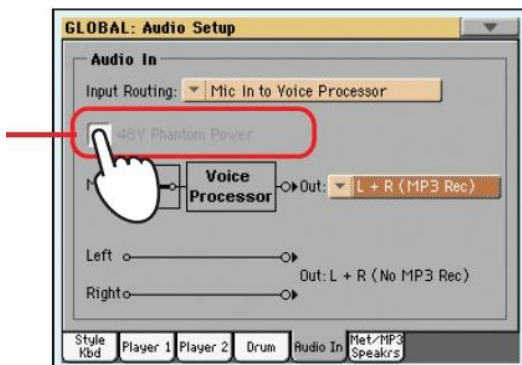 GLOBAL: Audio Setup
Audio In
Input Routing: Mic In to Voice Processor
48V Phantom Power
Voice
Processor
Out: L + R (MP3 Rec)
Left
Out: L + R (No MP3 Rec)
Right
Style
Kbd
Player 1
Player 2
Drum
Audio In
Met/MP3
Speakrs